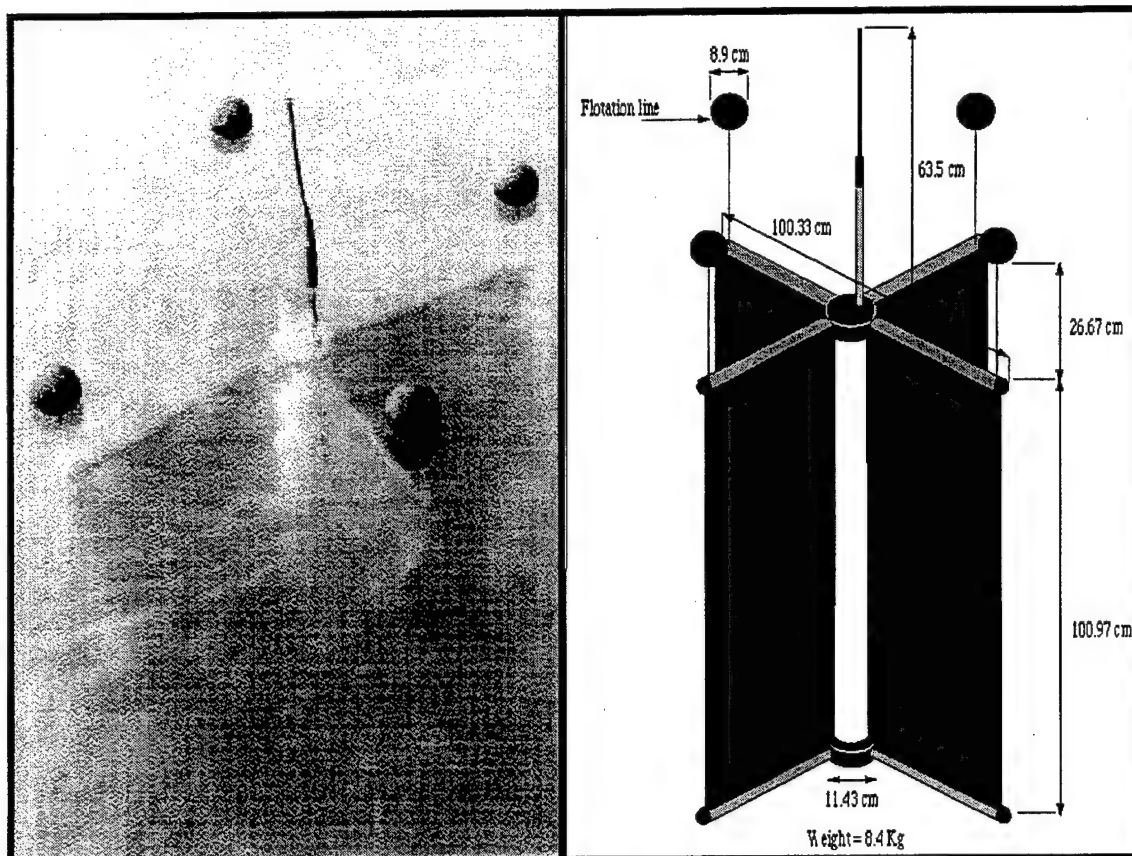 8.9 cm
Flotation line
63.5 cm
100.33 cm
26.67 cm
100.97 cm
11.43 cm
Weight = 8.4 Kg